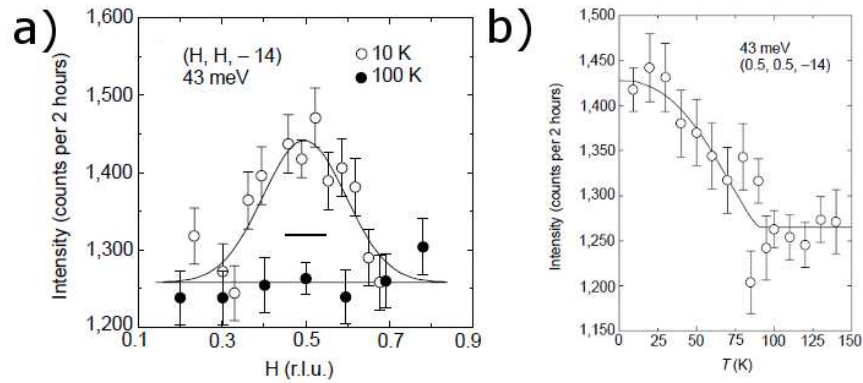 a)
Intensity (counts per 2 hours)
1,600
1,500
1,400
1,300
1,200
(H, H, – 14)
43 meV
10 K
100 K
0.1 0.3 0.5 0.7 0.9
H (r.l.u.)
b)
Intensity (counts per 2 hours)
1,500
1,450
1,400
1,350
1,300
1,250
1,200
1,150
43 meV
(0.5, 0.5, –14)
0 25 50 75 100 125 150
T (K)